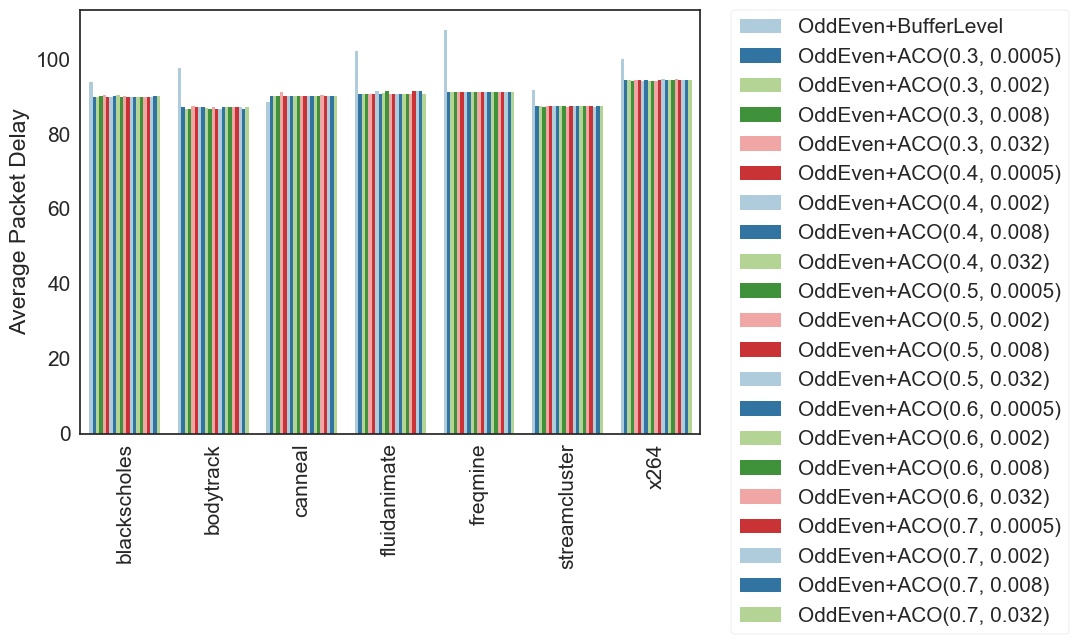 Average Packet Delay
100
80
60
40
20
0
blackscholes
bodytrack
canneal
fluidanimate
freqmine
streamcluster
x264
OddEven+BufferLevel
OddEven+ACO(0.3, 0.0005)
OddEven+ACO(0.3, 0.002)
OddEven+ACO(0.3, 0.008)
OddEven+ACO(0.3, 0.032)
OddEven+ACO(0.4, 0.0005)
OddEven+ACO(0.4, 0.002)
OddEven+ACO(0.4, 0.008)
OddEven+ACO(0.4, 0.032)
OddEven+ACO(0.5, 0.0005)
OddEven+ACO(0.5, 0.002)
OddEven+ACO(0.5, 0.008)
OddEven+ACO(0.5, 0.032)
OddEven+ACO(0.6, 0.0005)
OddEven+ACO(0.6, 0.002)
OddEven+ACO(0.6, 0.008)
OddEven+ACO(0.6, 0.032)
OddEven+ACO(0.7, 0.0005)
OddEven+ACO(0.7, 0.002)
OddEven+ACO(0.7, 0.008)
OddEven+ACO(0.7, 0.032)